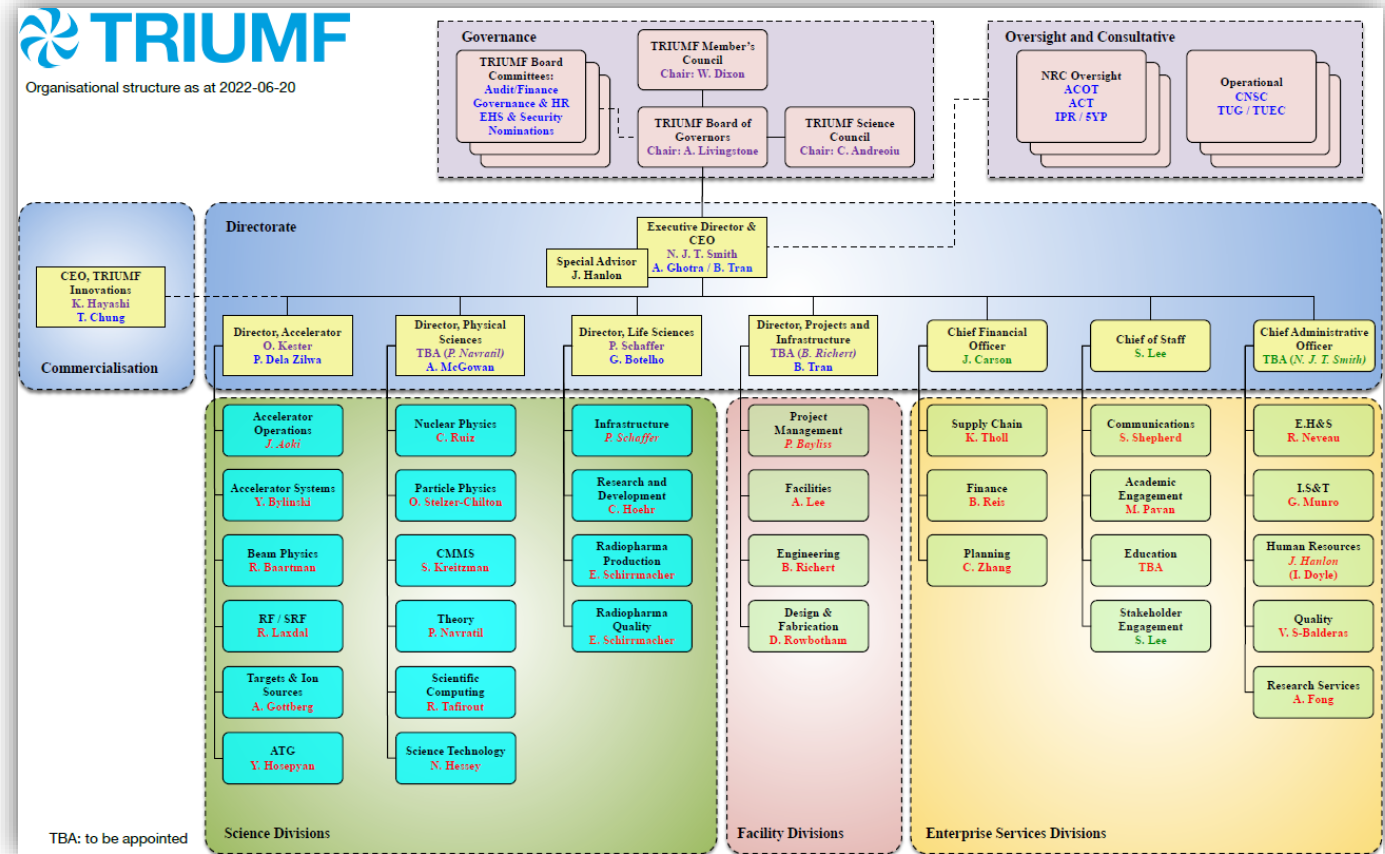 TRIUMF
Organisational structure as at 2022-06-20
Governance
TRIUMF Board
Committees:
Audit/Finance
Governance & HR
EHS & Security
Nominations
TRIUMF Member's
Council
Chair: W. Dixon
TRIUMF Board of
Governors
Chair: A. Livingstone
TRIUMF Science
Council
Chair: C. Andreoiu
Oversight and Consultative
NRC Oversight
ACOT
ACT
IPR / 5YP
Operational
CNSC
TUG / TUEC
Directorate
Executive Director &
CEO
N. J. T. Smith
A. Ghotra / B. Tran
Special Advisor
J. Hanlon
CEO, TRIUMF
Innovations
K. Hayashi
T. Chung
Commercialisation
Director, Accelerator
O. Kester
P. Dela Zilwa
Director, Physical
Sciences
TBA (P. Navratil)
A. McGowan
Director, Life Sciences
P. Schaffer
G. Botelho
Director, Projects and
Infrastructure
TBA (B. Richert)
B. Tran
Chief Financial
Officer
J. Carson
Chief of Staff
S. Lee
Chief Administrative
Officer
TBA (N. J. T. Smith)
Accelerator
Operations
J. Aoki
Accelerator Systems
Y. Bylinski
Beam Physics
R. Baartman
RF / SRF
R. Laxdal
Targets & Ion
Sources
A. Gottberg
ATG
Y. Hosepyan
Nuclear Physics
C. Ruiz
Particle Physics
O. Stelzer-Chilton
CMMS
S. Kreitzman
Theory
P. Navratil
Scientific
Computing
R. Tafirout
Science Technology
N. Hessey
Infrastructure
P. Schaffer
Research and
Development
C. Hoehr
Radiopharma
Production
E. Schirrmacher
Radiopharma
Quality
E. Schirrmacher
Science Divisions
Project
Management
P. Bayliss
Facilities
A. Lee
Engineering
B. Richert
Design &
Fabrication
D. Rowbotham
Facility Divisions
Supply Chain
K. Tholl
Finance
B. Reis
Planning
C. Zhang
Communications
S. Shepherd
Academic
Engagement
M. Pavan
Education
TBA
Stakeholder
Engagement
S. Lee
E.H&S
R. Neveau
I.S&T
G. Munro
Human Resources
J. Hanlon
(I. Doyle)
Quality
V. S-Balderas
Research Services
A. Fong
Enterprise Services Divisions
TBA: to be appointed